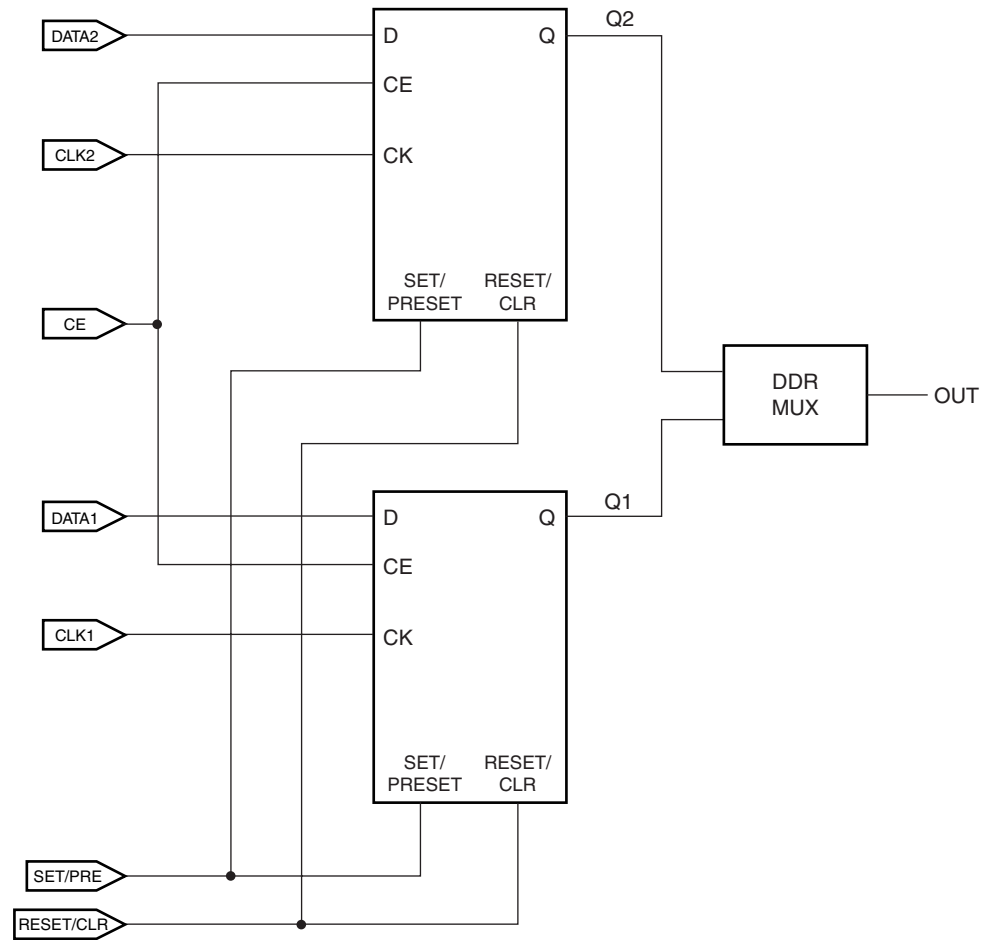 DATA2
D
Q
Q2
CE
CLK2
CK
SET/
PRESET
RESET/
CLR
CE
DDR
MUX
OUT
DATA1
D
Q
Q1
CE
CLK1
CK
SET/
PRESET
RESET/
CLR
SET/PRE
RESET/CLR